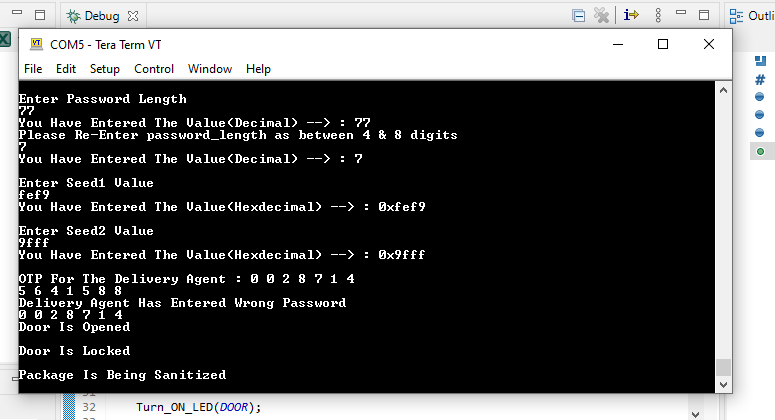 Debug
Outli
COM5 - Tera Term VT
VT
File Edit Setup Control Window Help
Enter Password Length
77
You Have Entered The Value(Decimal) --> : 77
Please Re-Enter password_length as between 4 & 8 digits
7
You Have Entered The Value(Decimal) --> : 7
Enter Seed1 Value
fef9
You Have Entered The Value(Hexdecimal) --> : 0xfef9
Enter Seed2 Value
9fff
You Have Entered The Value(Hexdecimal) --> : 0x9fff
OTP For The Delivery Agent : 0 0 2 8 7 1 4
5 6 4 1 5 8 8
Delivery Agent Has Entered Wrong Password
0 0 2 8 7 1 4
Door Is Opened
Door Is Locked
Package Is Being Sanitized
32 Turn_ON_LED(DOOR);